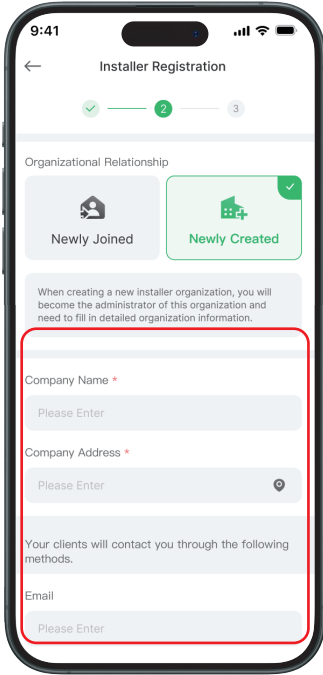 9:41
Installer Registration
2
3
Organizational Relationship
Newly Joined
Newly Created
When creating a new installer organization, you will
become the administrator of this organization and
need to fill in detailed organization information.
Company Name *
Please Enter
Company Address *
Please Enter
Your clients will contact you through the following
methods.
Email
Please Enter